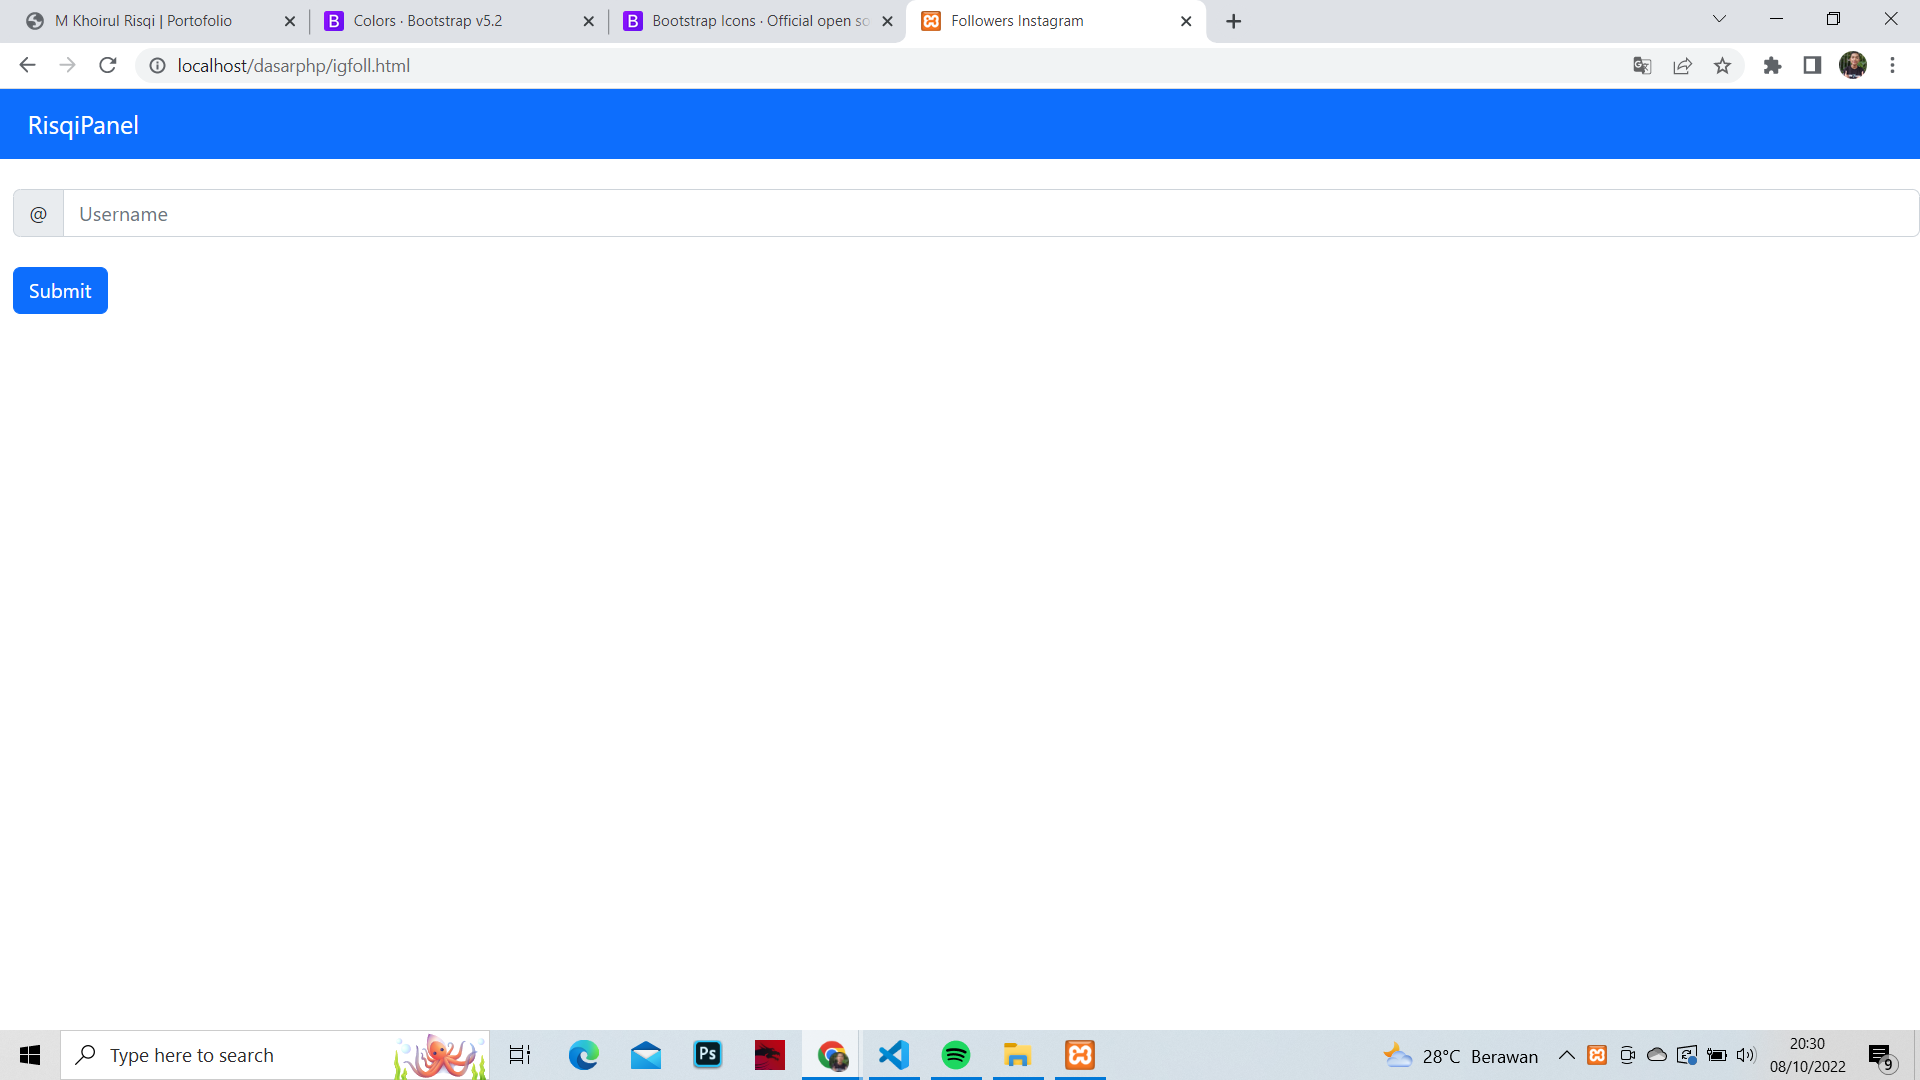 M Khoirul Risqi | Portofolio
Colors · Bootstrap v5.2
Bootstrap Icons · Official open so
Followers Instagram
localhost/dasarphp/igfoll.html
RisqiPanel
@ Username
Submit
Type here to search
Ps
28°C Berawan
20:30
08/10/2022
9